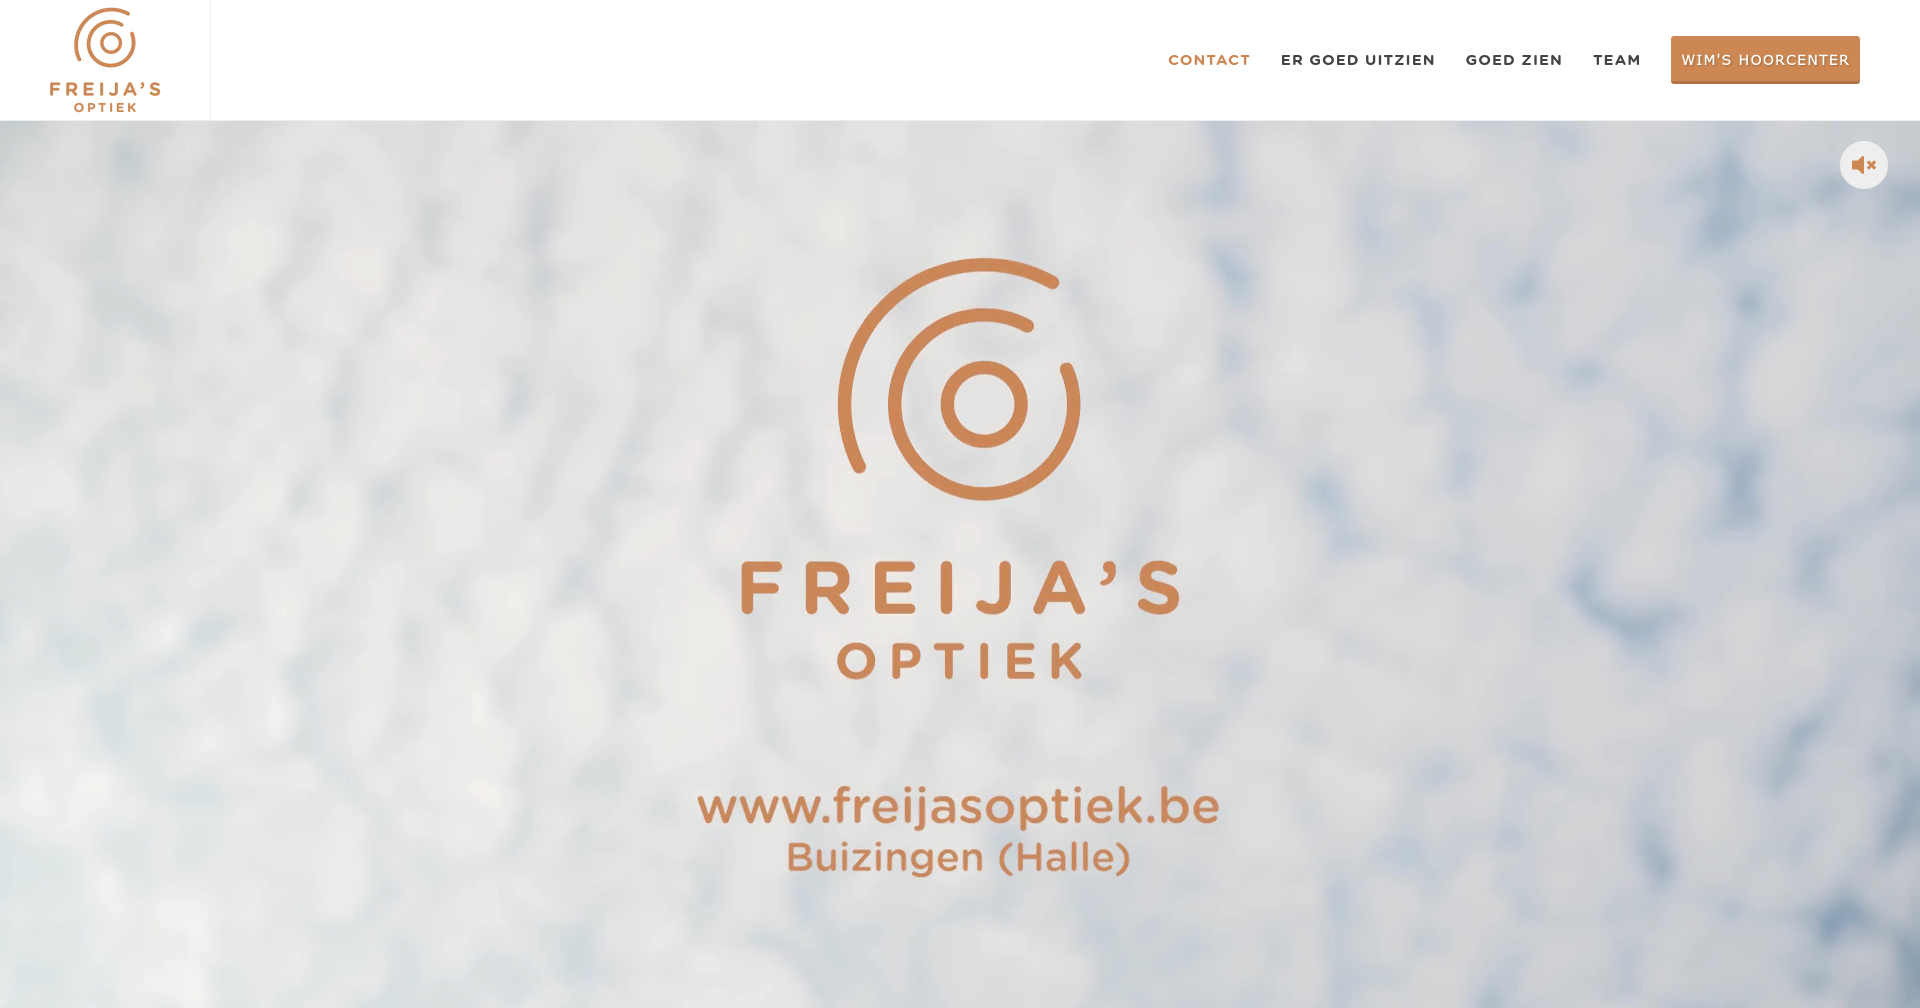 FREIJA'S
OPTIEK
CONTACT ER GOED UITZIEN GOED ZIEN TEAM WIM'S HOORCENTER
FREIJA’S
OPTIEK
www.freijasoptiek.be
Buizingen (Halle)